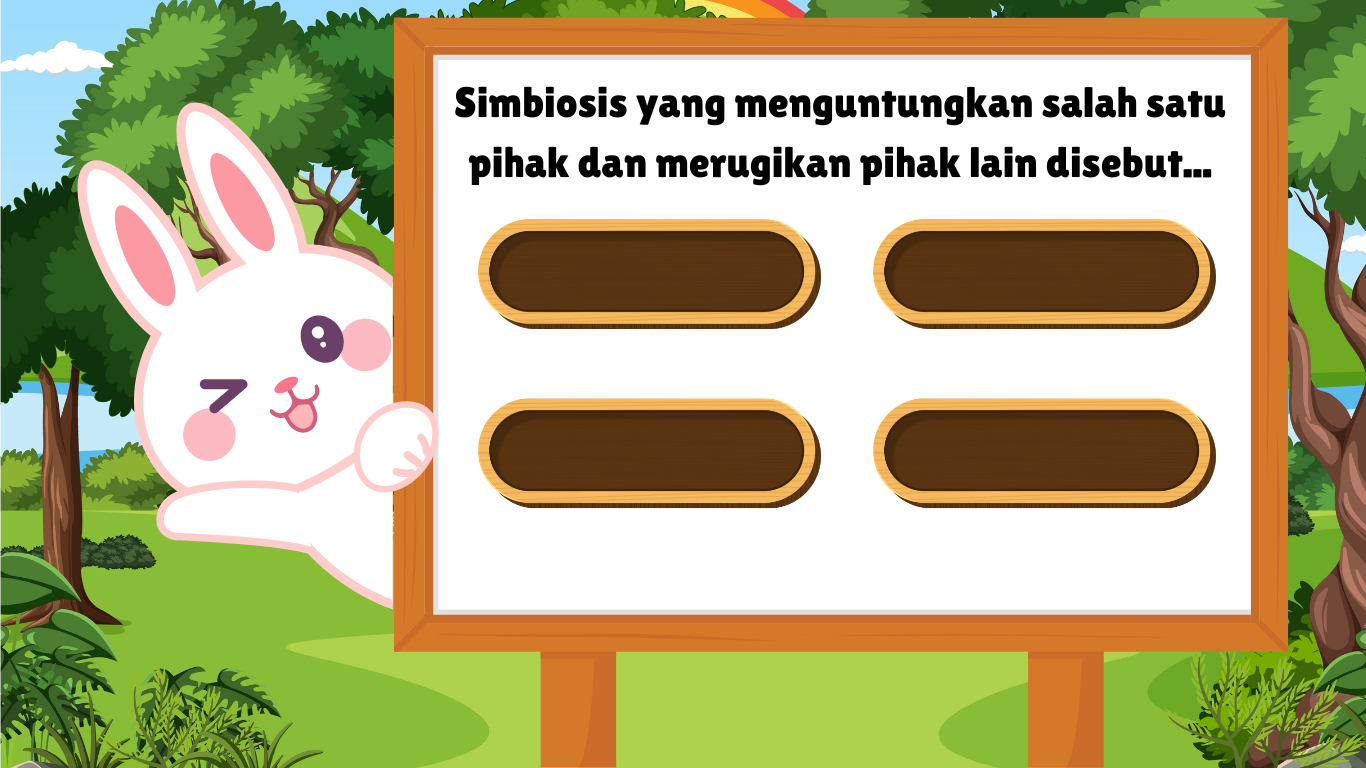 Simbiosis yang menguntungkan salah satu
pihak dan merugikan pihak lain disebut...